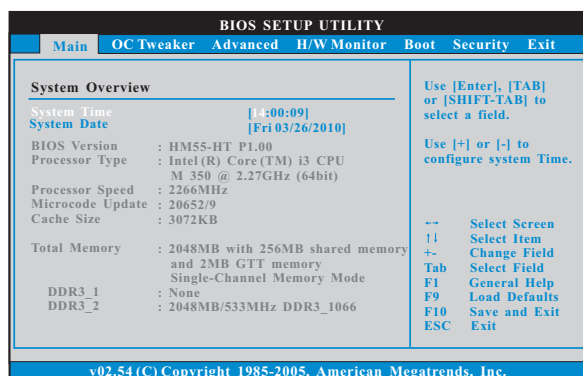 BIOS SETUP UTILITY
Main OC Tweaker Advanced H/W Monitor Boot Security Exit
System Overview
System Time [14:00:09]
System Date [Fri 03/26/2010]
BIOS Version : HM55-HT P1.00
Processor Type : Intel (R) Core (TM) i3 CPU
M 350 @ 2.27GHz (64bit)
Processor Speed : 2266MHz
Microcode Update : 20652/9
Cache Size : 3072KB
Total Memory : 2048MB with 256MB shared memory
and 2MB GTT memory
Single-Channel Memory Mode
DDR3_1 : None
DDR3_2 : 2048MB/533MHz DDR3_1066
Use [Enter], [TAB]
or [SHIFT-TAB] to
select a field.
Use [+] or [-] to
configure system Time.
←→ Select Screen
↑↓ Select Item
+- Change Field
Tab Select Field
F1 General Help
F9 Load Defaults
F10 Save and Exit
ESC Exit
v02.54 (C) Copyright 1985-2005, American Megatrends, Inc.